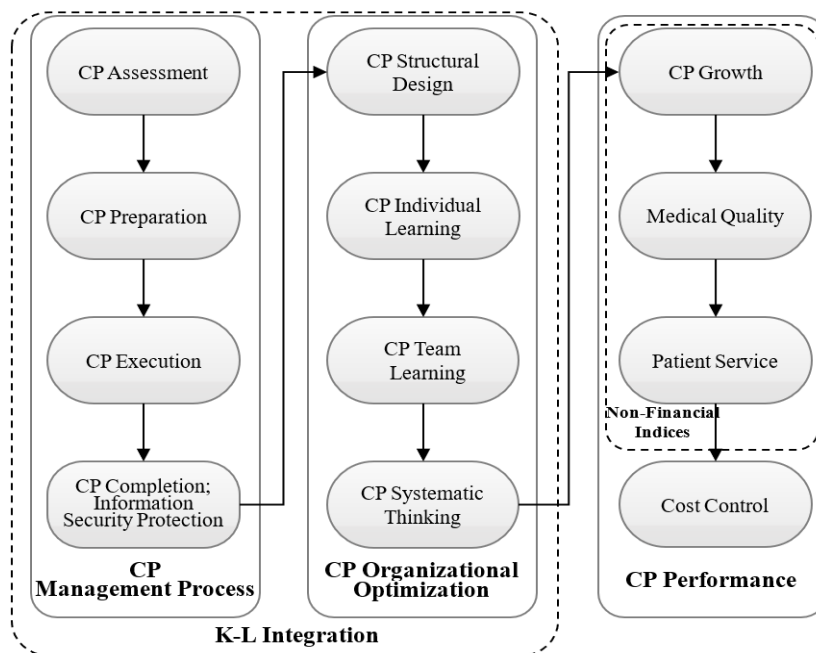 CP Assessment
CP Preparation
CP Execution
CP Completion;
Information
Security Protection
CP
Management Process
CP Structural
Design
CP Individual
Learning
CP Team
Learning
CP Systematic
Thinking
CP Organizational
Optimization
K-L Integration
CP Growth
Medical Quality
Patient Service
Non-Financial
Indices
Cost Control
CP Performance